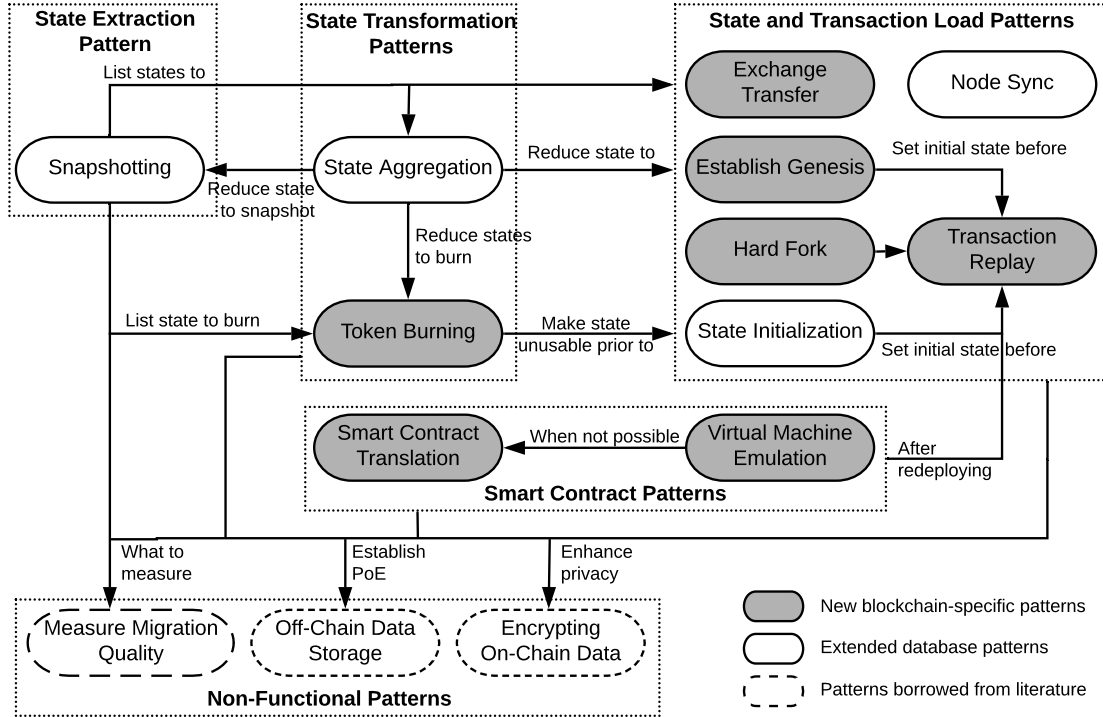 State Extraction
Pattern
State Transformation
Patterns
State and Transaction Load Patterns
List states to
Exchange
Transfer
Node Sync
Snapshotting
State Aggregation
Reduce state to
Establish Genesis
Set initial state before
Reduce state
to snapshot
Reduce states
to burn
Hard Fork
Transaction
Replay
List state to burn
Token Burning
Make state
unusable prior to
State Initialization
Set initial state before
Smart Contract
Translation
When not possible
Virtual Machine
Emulation
After
redeploying
Smart Contract Patterns
What to
measure
Establish
PoE
Enhance
privacy
Measure Migration
Quality
Off-Chain Data
Storage
Encrypting
On-Chain Data
Non-Functional Patterns
New blockchain-specific patterns
Extended database patterns
Patterns borrowed from literature